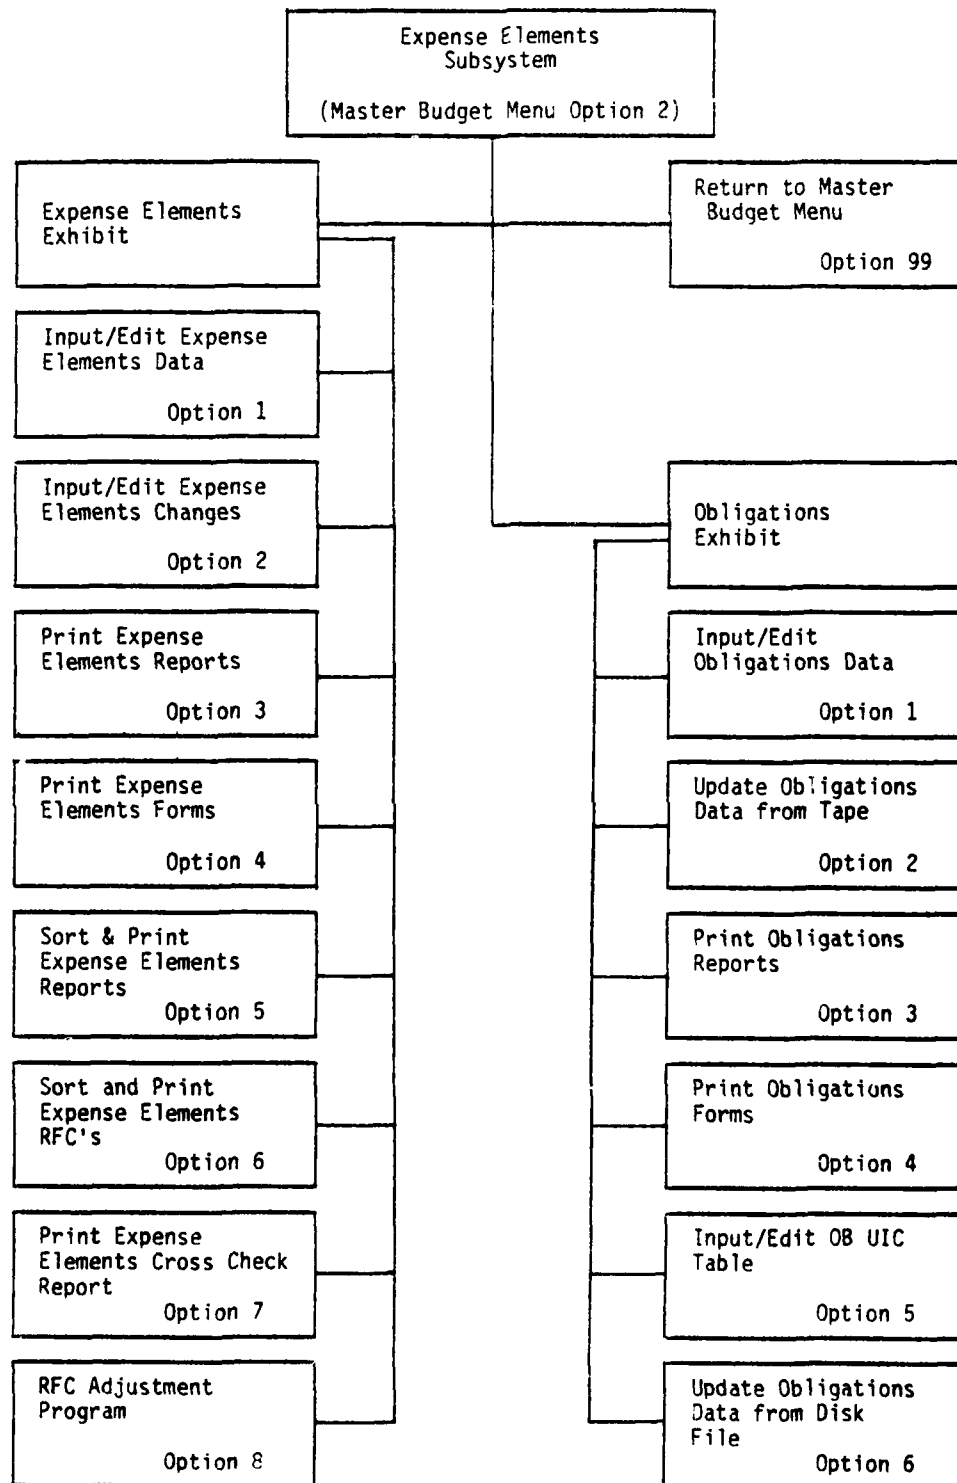 Expense Elements
Subsystem
(Master Budget Menu Option 2)
Expense Elements
Exhibit
Return to Master
Budget Menu
Option 99
Input/Edit Expense
Elements Data
Option 1
Input/Edit Expense
Elements Changes
Option 2
Print Expense
Elements Reports
Option 3
Print Expense
Elements Forms
Option 4
Sort & Print
Expense Elements
Reports
Option 5
Sort and Print
Expense Elements
RFC's
Option 6
Print Expense
Elements Cross Check
Report
Option 7
RFC Adjustment
Program
Option 8
Obligations
Exhibit
Input/Edit
Obligations Data
Option 1
Update Obligations
Data from Tape
Option 2
Print Obligations
Reports
Option 3
Print Obligations
Forms
Option 4
Input/Edit OB UIC
Table
Option 5
Update Obligations
Data from Disk
File
Option 6